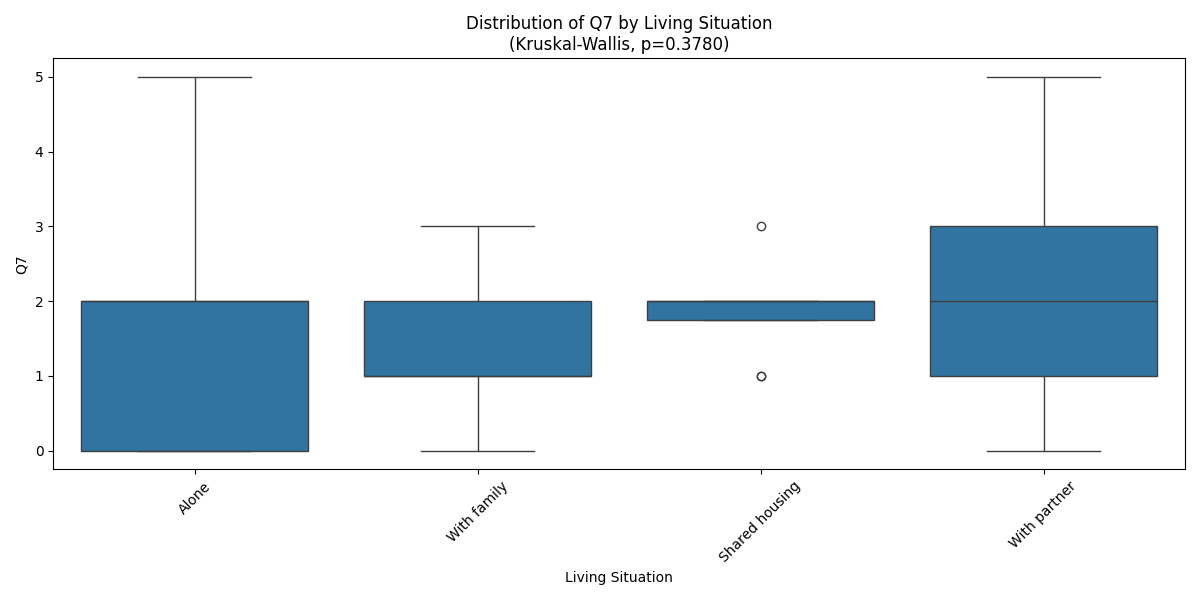 Distribution of Q7 by Living Situation
(Kruskal-Wallis, p=0.3780)
5
4
3
2
1
0
Q7
Alone
With family
Shared housing
With partner
Living Situation